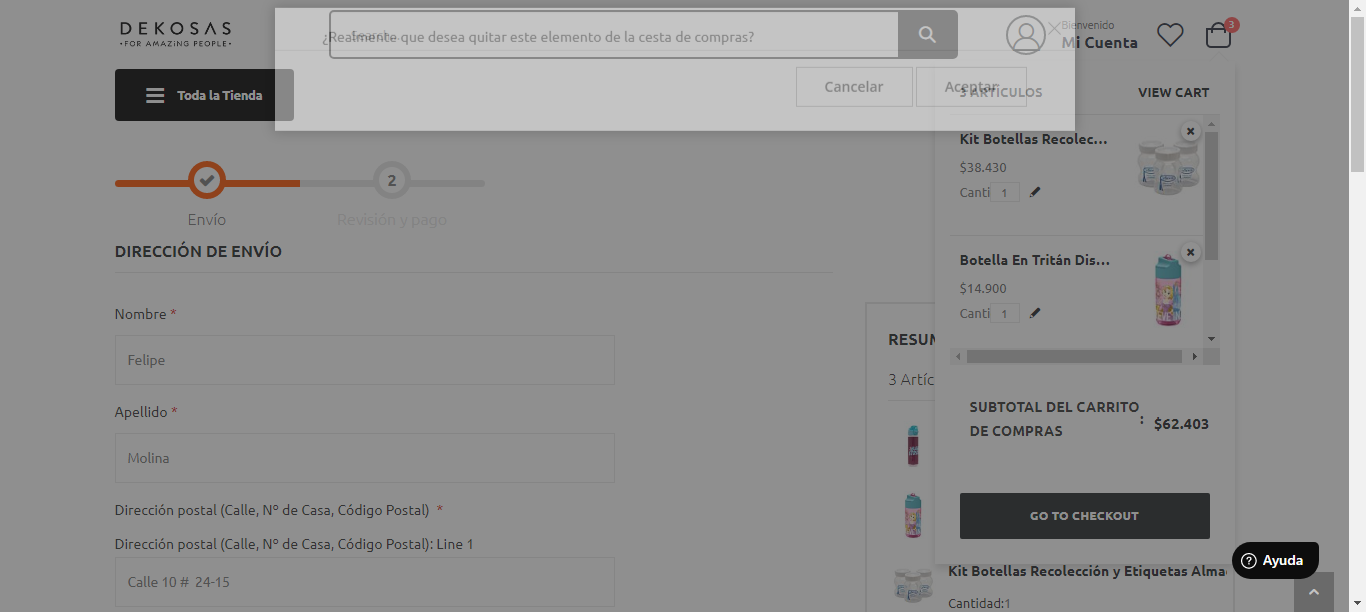 DEKOSAS
•FOR AMAZING PEOPLE•
Search...
¿Realmente que desea quitar este elemento de la cesta de compras?
Bienvenido
Mi Cuenta
3
Toda la Tienda
Cancelar
Aceptar
3 ARTÍCULOS
VIEW CART
Kit Botellas Recolec...
$38.430
Canti 1
Botella En Tritán Dis...
$14.900
Canti 1
SUBTOTAL DEL CARRITO
DE COMPRAS
: $62.403
GO TO CHECKOUT
2
Envío
Revisión y pago
DIRECCIÓN DE ENVÍO
Nombre *
Felipe
Apellido *
Molina
Dirección postal (Calle, Nº de Casa, Código Postal) *
Dirección postal (Calle, Nº de Casa, Código Postal): Line 1
Calle 10 # 24-15
RESUM
3 Artíc
Kit Botellas Recolección y Etiquetas Alma
Cantidad:1
Ayuda